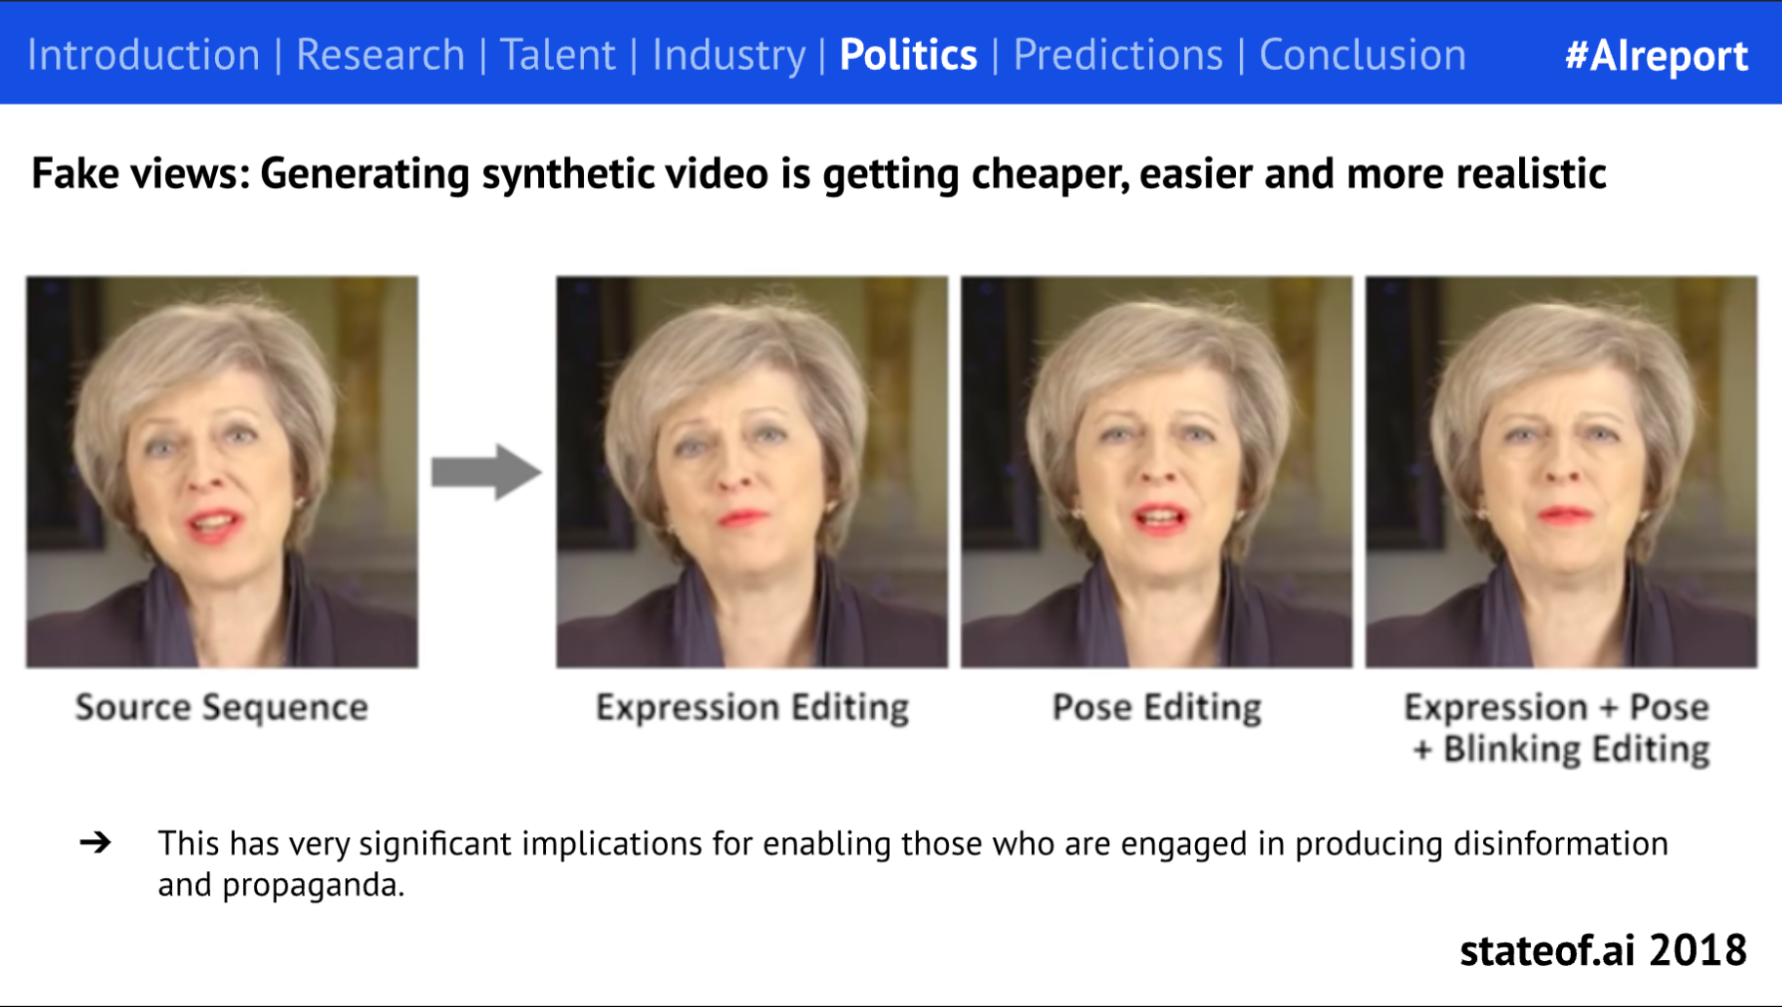 Introduction | Research | Talent | Industry | Politics | Predictions | Conclusion #AIreport
Fake views: Generating synthetic video is getting cheaper, easier and more realistic
Source Sequence
Expression Editing
Pose Editing
Expression + Pose
+ Blinking Editing
➔ This has very significant implications for enabling those who are engaged in producing disinformation
and propaganda.
stateof.ai 2018